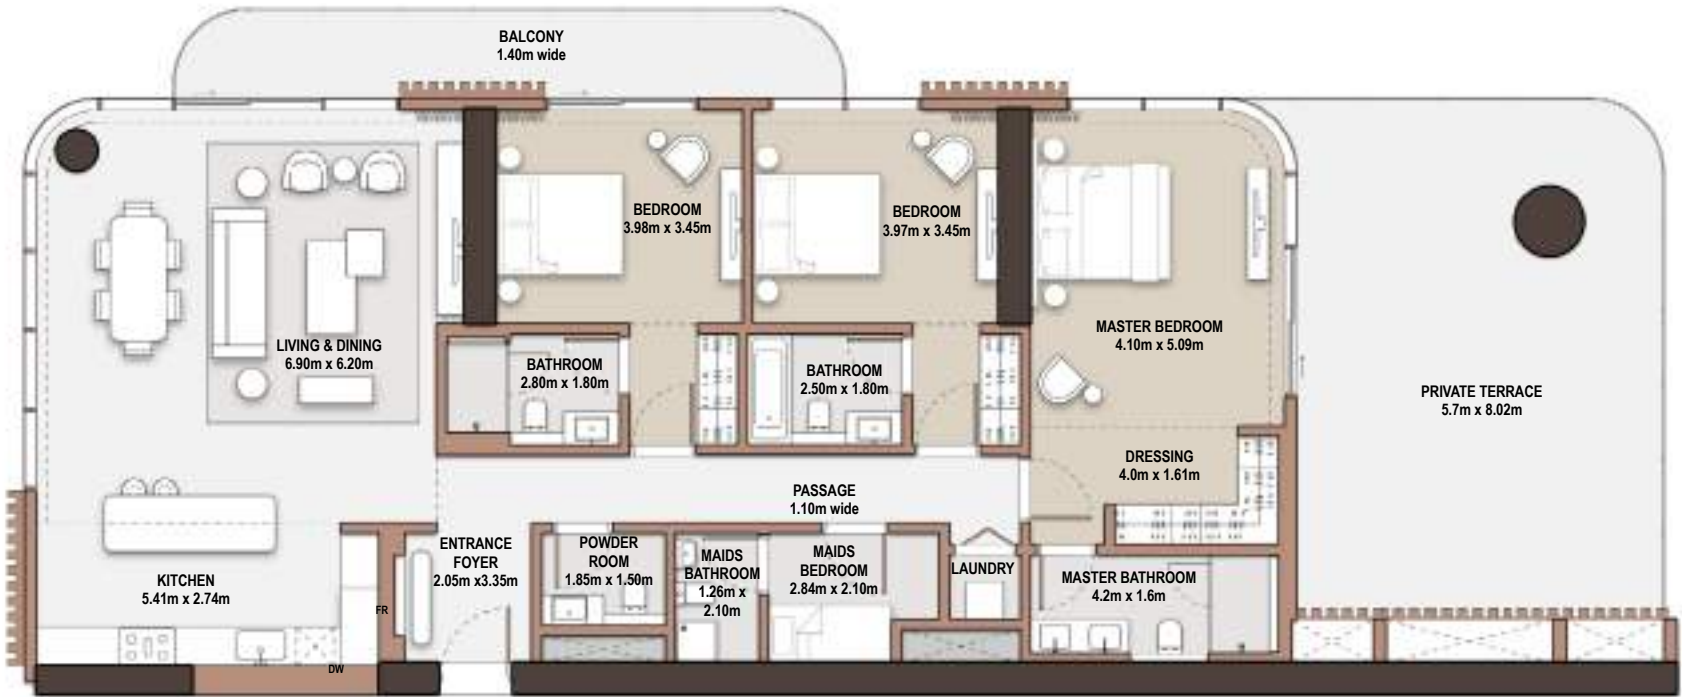 BALCONY
1.40m wide
BEDROOM
3.98m x 3.45m
BEDROOM
3.97m x 3.45m
LIVING & DINING
6.90m x 6.20m
MASTER BEDROOM
4.10m x 5.09m
BATHROOM
2.80m x 1.80m
BATHROOM
2.50m x 1.80m
PRIVATE TERRACE
5.7m x 8.02m
DRESSING
4.0m x 1.61m
PASSAGE
1.10m wide
KITCHEN
5.41m x 2.74m
FR
DW
ENTRANCE
FOYER
2.05m x3.35m
POWDER
ROOM
1.85m x 1.50m
MAIDS
BATHROOM
1.26m x
2.10m
MAIDS
BEDROOM
2.84m x 2.10m
LAUNDRY
MASTER BATHROOM
4.2m x 1.6m